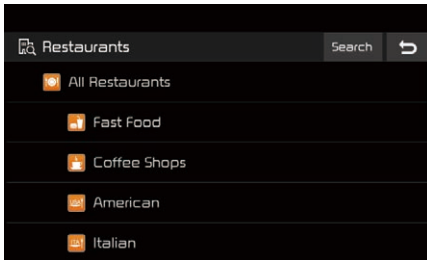 Restaurants Search
All Restaurants
Fast Food
Coffee Shops
American
Italian